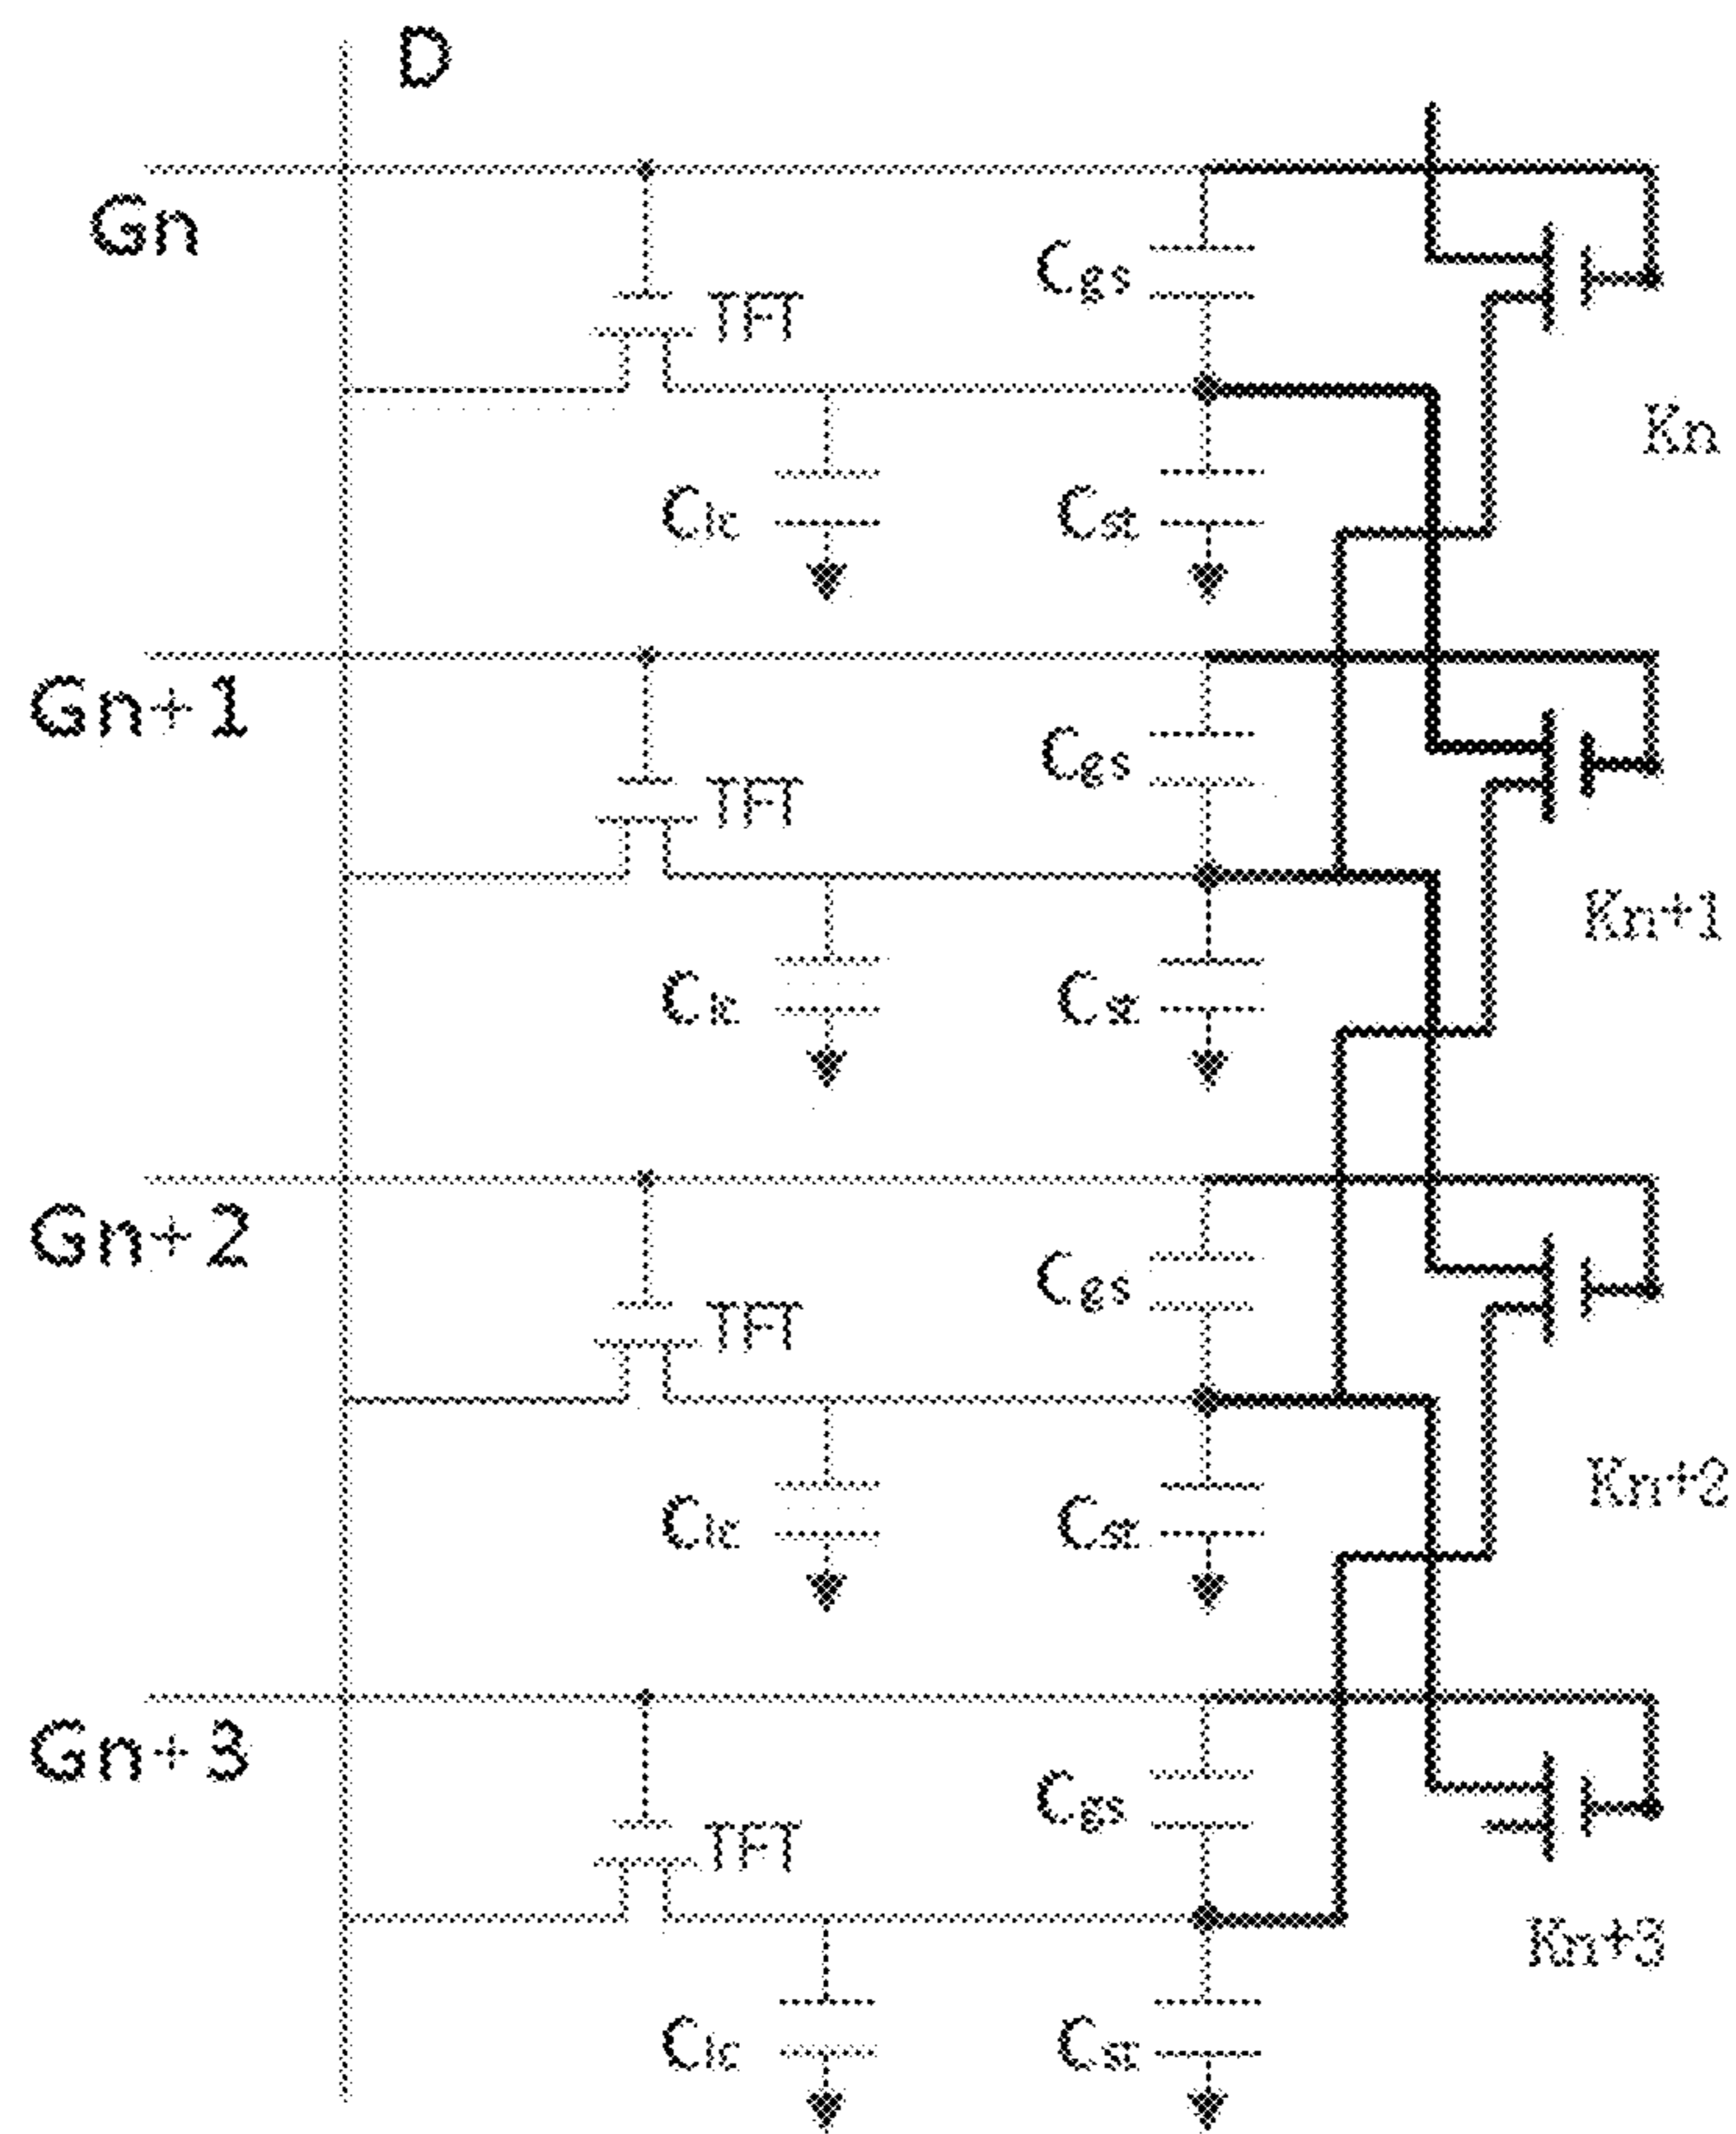 D
Gn
Cgs
TFT
Kn
Clc
Cst
Gn+1
Cgs
TFT
Kn+1
Clc
Cst
Gn+2
Cgs
TFT
Kn+2
Clc
Cst
Gn+3
Cgs
TFT
Kn+3
Clc
Cst